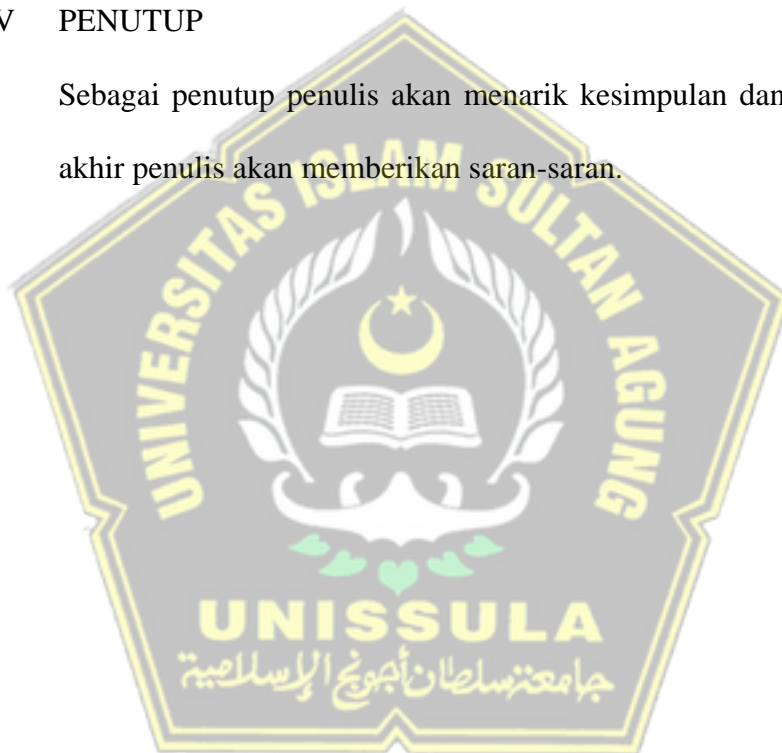 V PENUTUP
Sebagai penutup penulis akan menarik kesimpulan dan
akhir penulis akan memberikan saran-saran.
UNIVERSITAS ISLAM SULTAN AGUNG
UNISSULA
جامعة سلطان أجونج الإسلامية